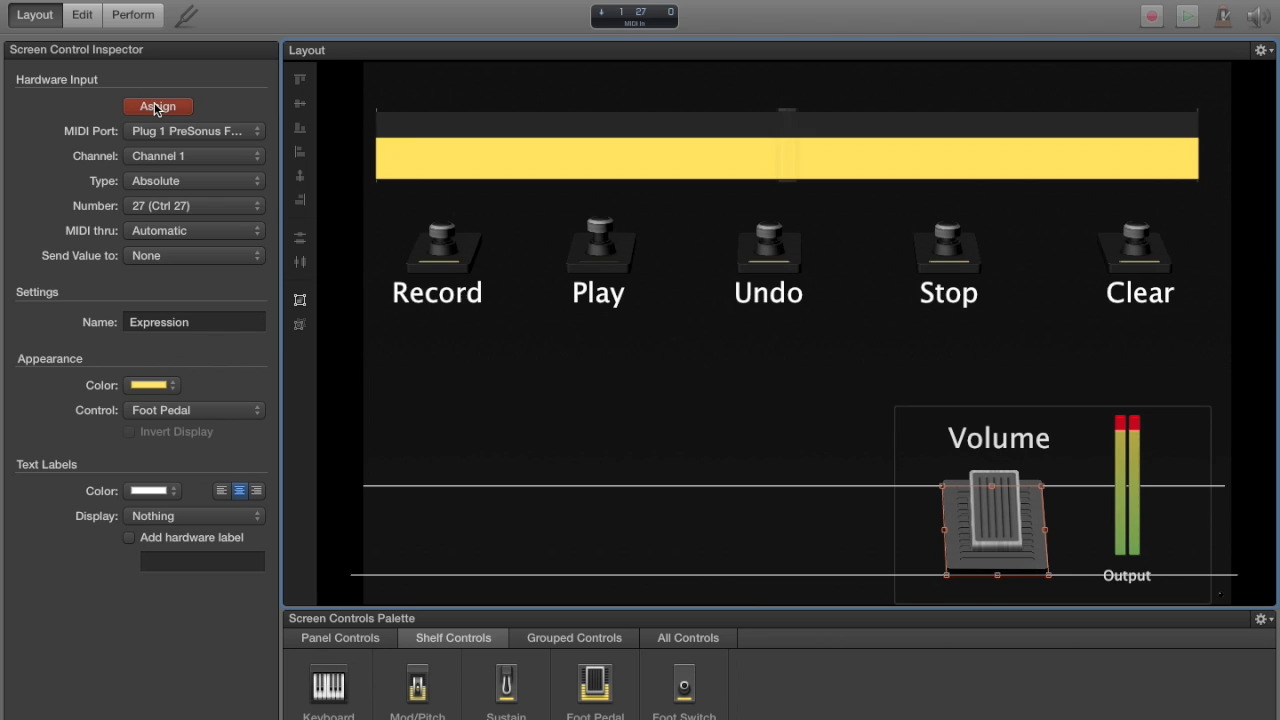 Layout Edit Perform
1 27 0
MIDI In
Screen Control Inspector
Layout
Hardware Input
Assign
MIDI Port: Plug 1 PreSonus F...
Channel: Channel 1
Type: Absolute
Number: 27 (Ctrl 27)
MIDI thru: Automatic
Send Value to: None
Settings
Name: Expression
Appearance
Color:
Control: Foot Pedal
Invert Display
Text Labels
Color:
Display: Nothing
Add hardware label
Record Play Undo Stop Clear
Volume
Output
Screen Controls Palette
Panel Controls Shelf Controls Grouped Controls All Controls
Keyboard Mod/Pitch Sustain Foot Pedal Foot Switch